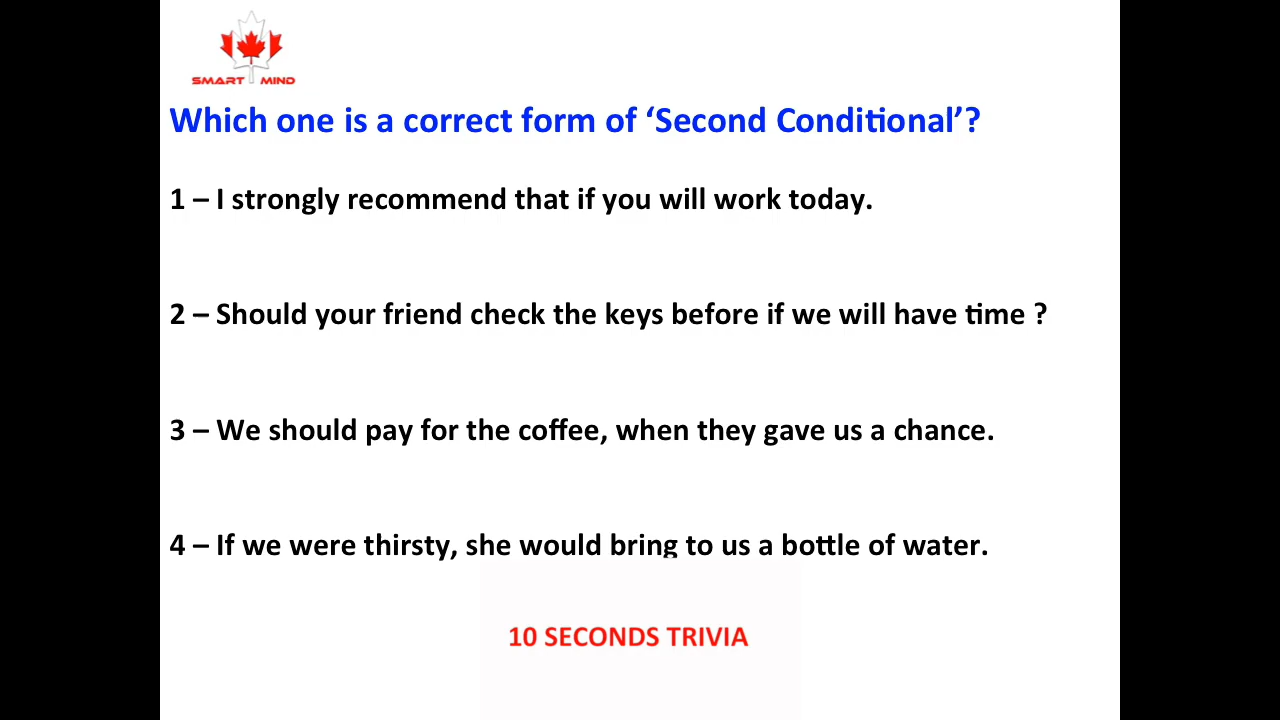 SMART MIND
Which one is a correct form of ‘Second Conditional’?
1 – I strongly recommend that if you will work today.
2 – Should your friend check the keys before if we will have time ?
3 – We should pay for the coffee, when they gave us a chance.
4 – If we were thirsty, she would bring to us a bottle of water.
10 SECONDS TRIVIA